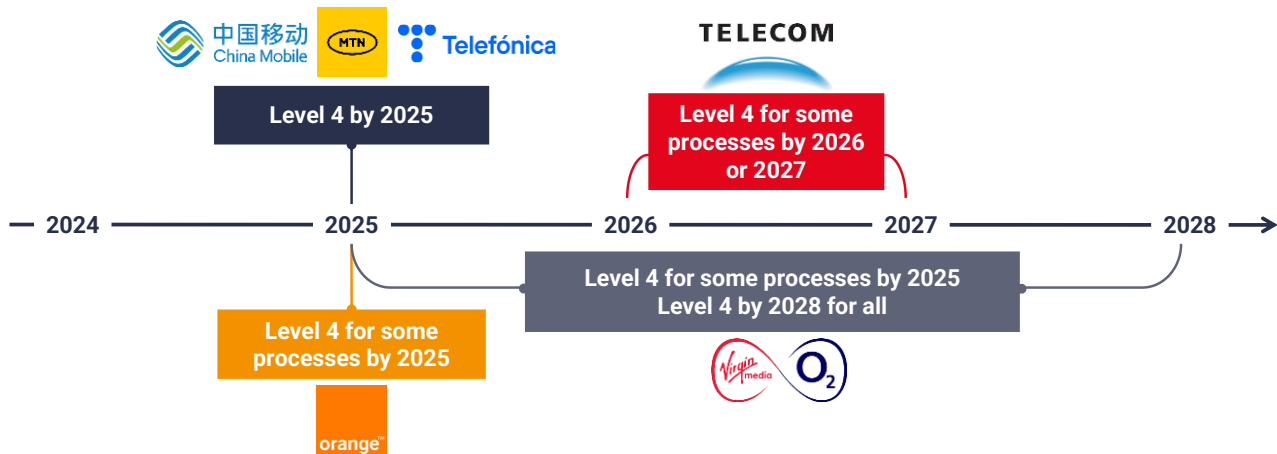 中国移动
China Mobile
MTN
Telefónica
TELECOM
Level 4 by 2025
Level 4 for some
processes by 2026
or 2027
2024
2025
2026
2027
2028
Level 4 for some processes by 2025
Level 4 by 2028 for all
Level 4 for some
processes by 2025
Virgin
media
O2
orange™